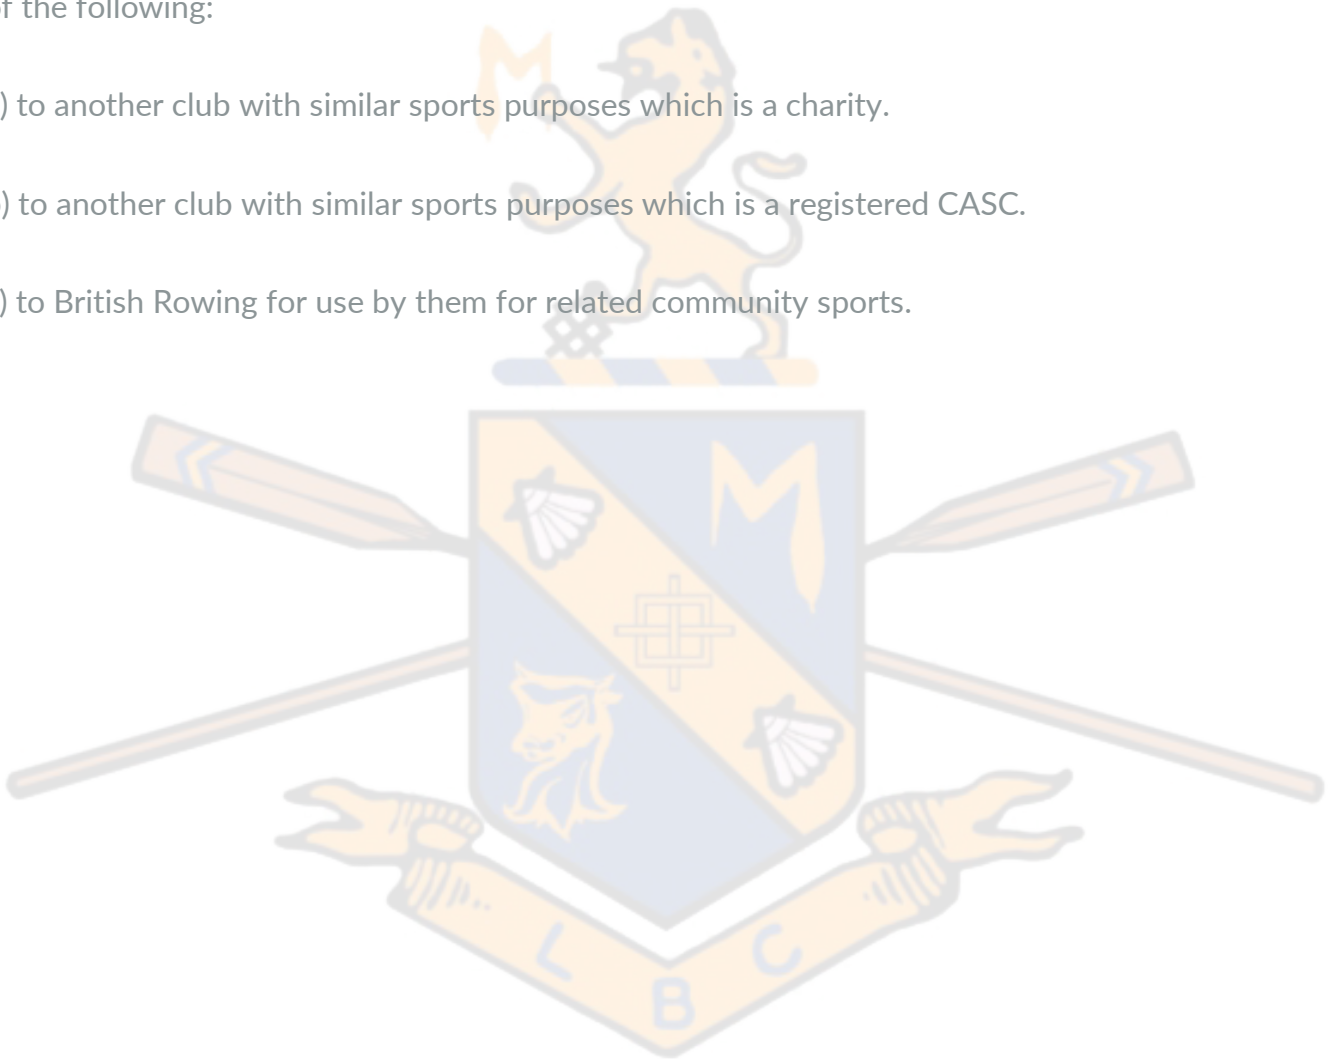 of the following:
) to another club with similar sports purposes which is a charity.
) to another club with similar sports purposes which is a registered CASC.
) to British Rowing for use by them for related community sports.
M
M
L B C